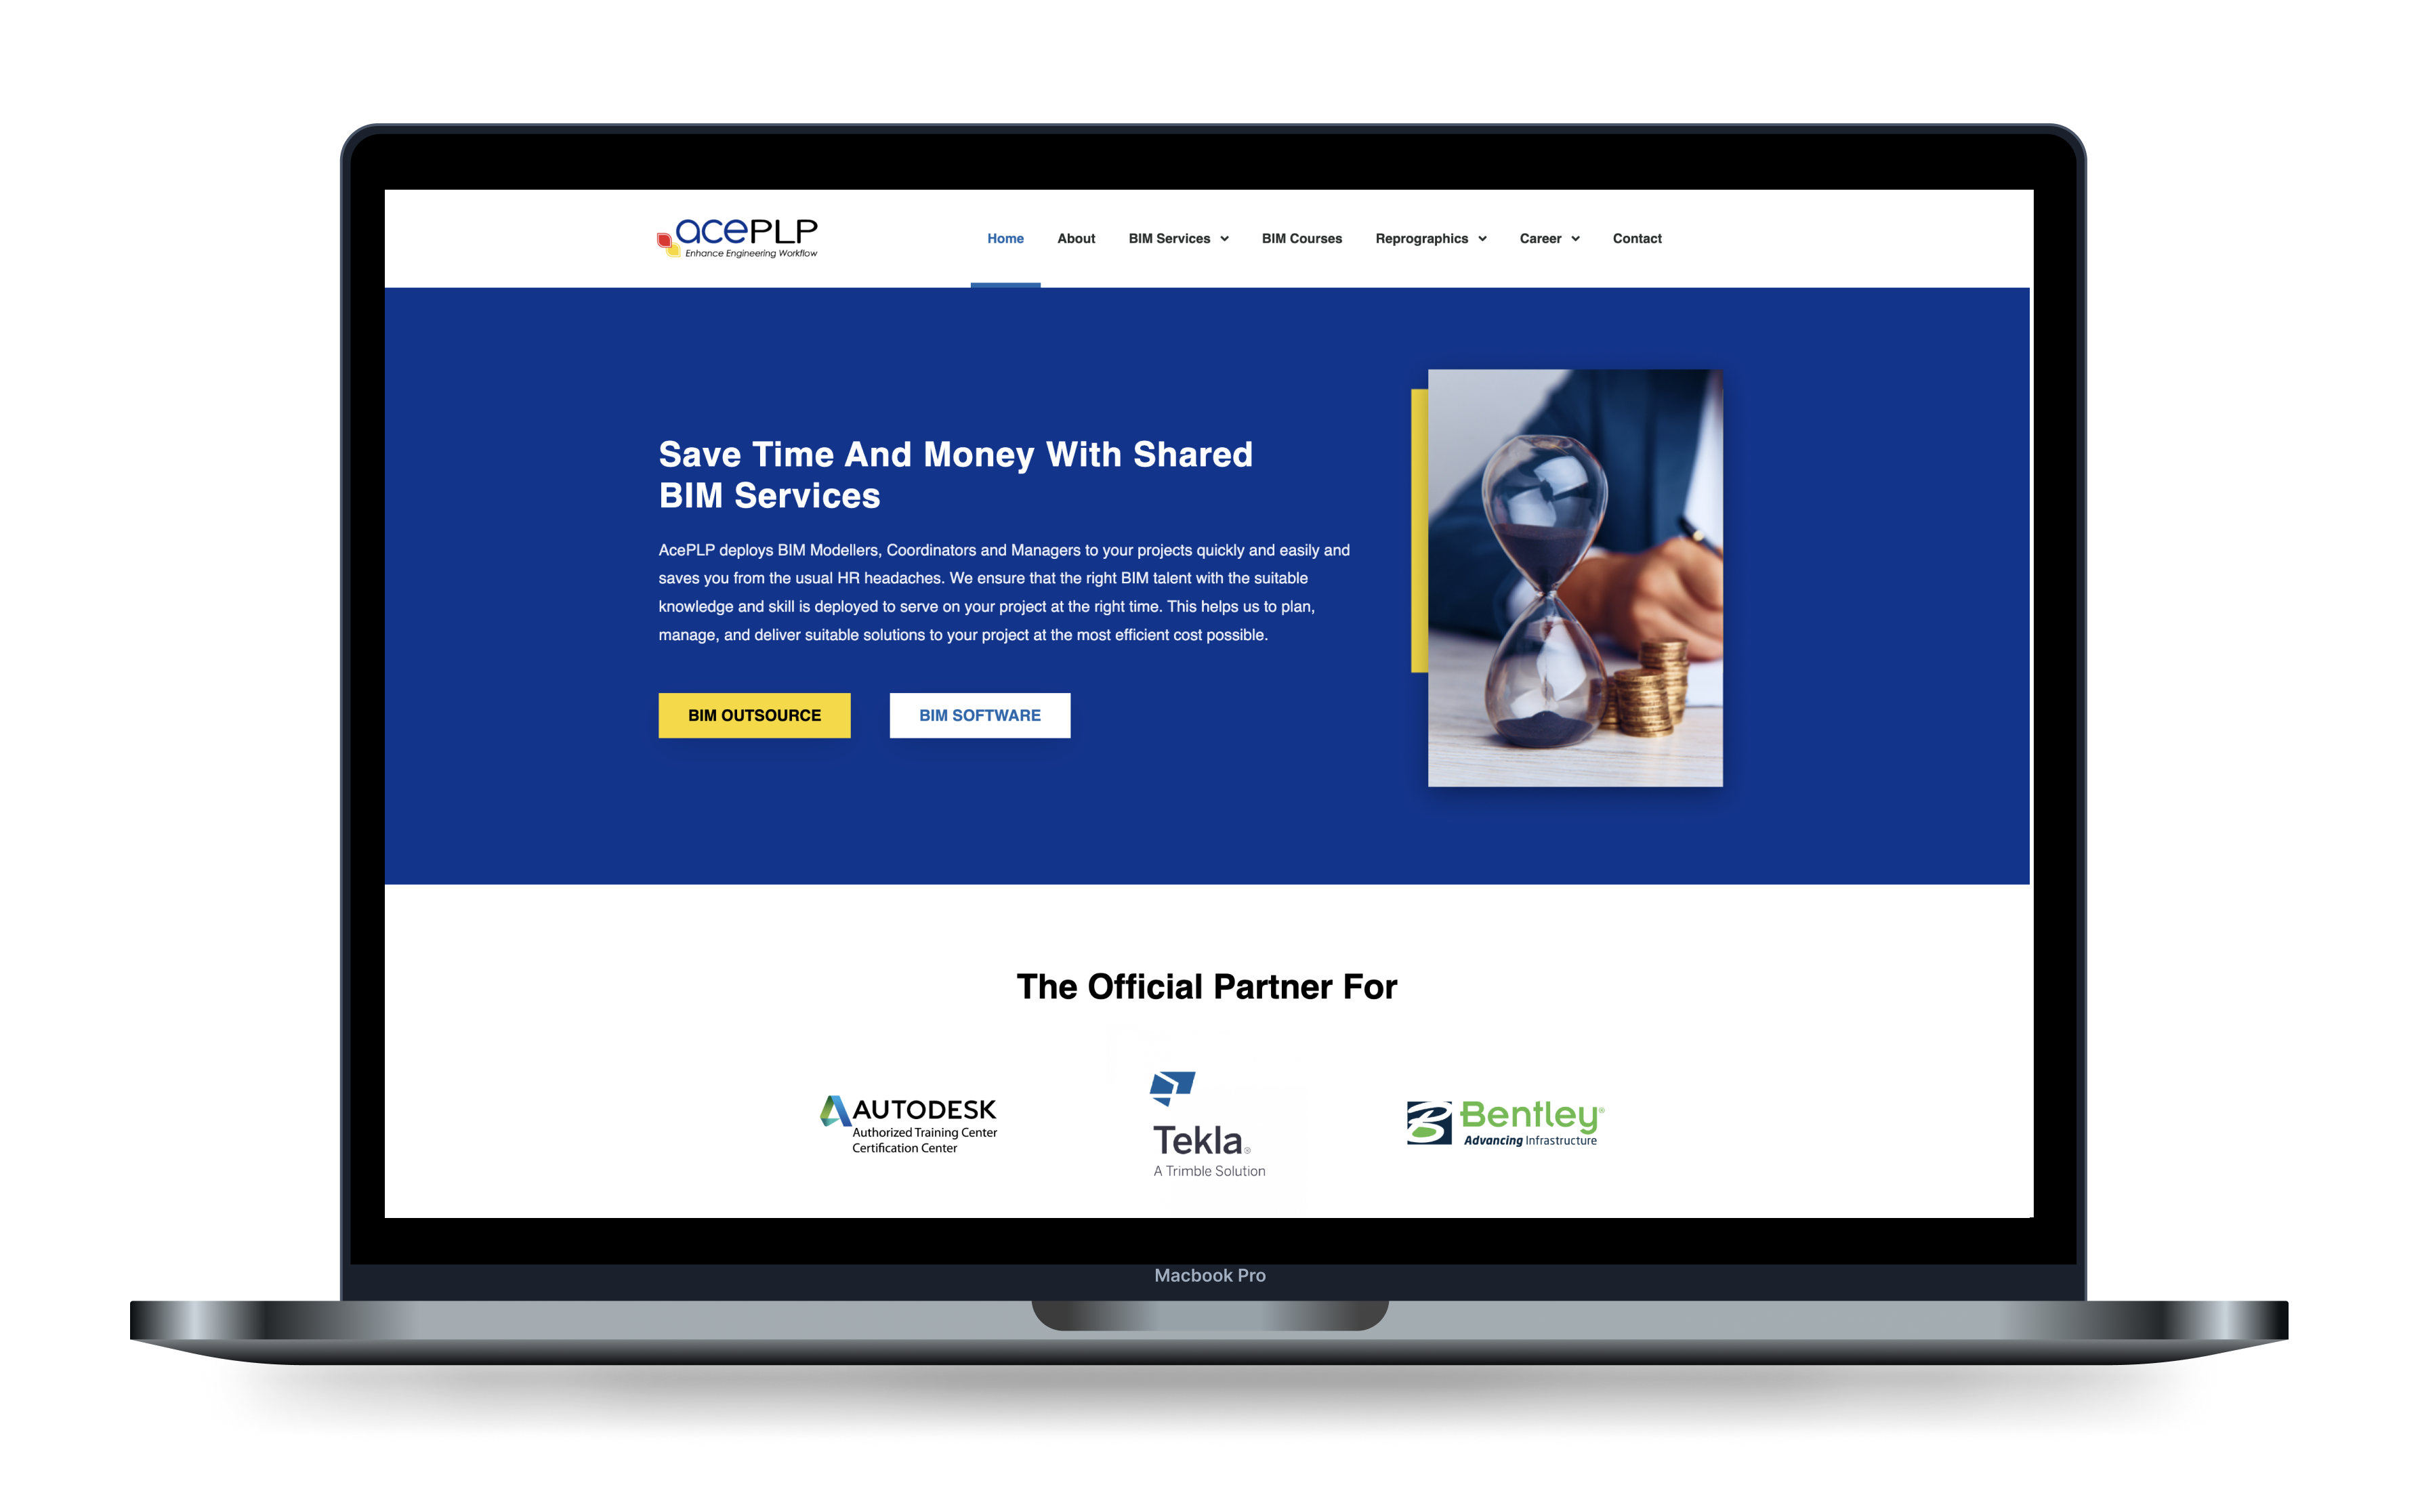 acePLP
Enhance Engineering Workflow
Home About BIM Services BIM Courses Reprographics Career Contact
Save Time And Money With Shared
BIM Services
AcePLP deploys BIM Modellers, Coordinators and Managers to your projects quickly and easily and
saves you from the usual HR headaches. We ensure that the right BIM talent with the suitable
knowledge and skill is deployed to serve on your project at the right time. This helps us to plan,
manage, and deliver suitable solutions to your project at the most efficient cost possible.
BIM OUTSOURCE BIM SOFTWARE
The Official Partner For
AUTODESK
Authorized Training Center
Certification Center
Tekla®
A Trimble Solution
Bentley®
Advancing Infrastructure
Macbook Pro